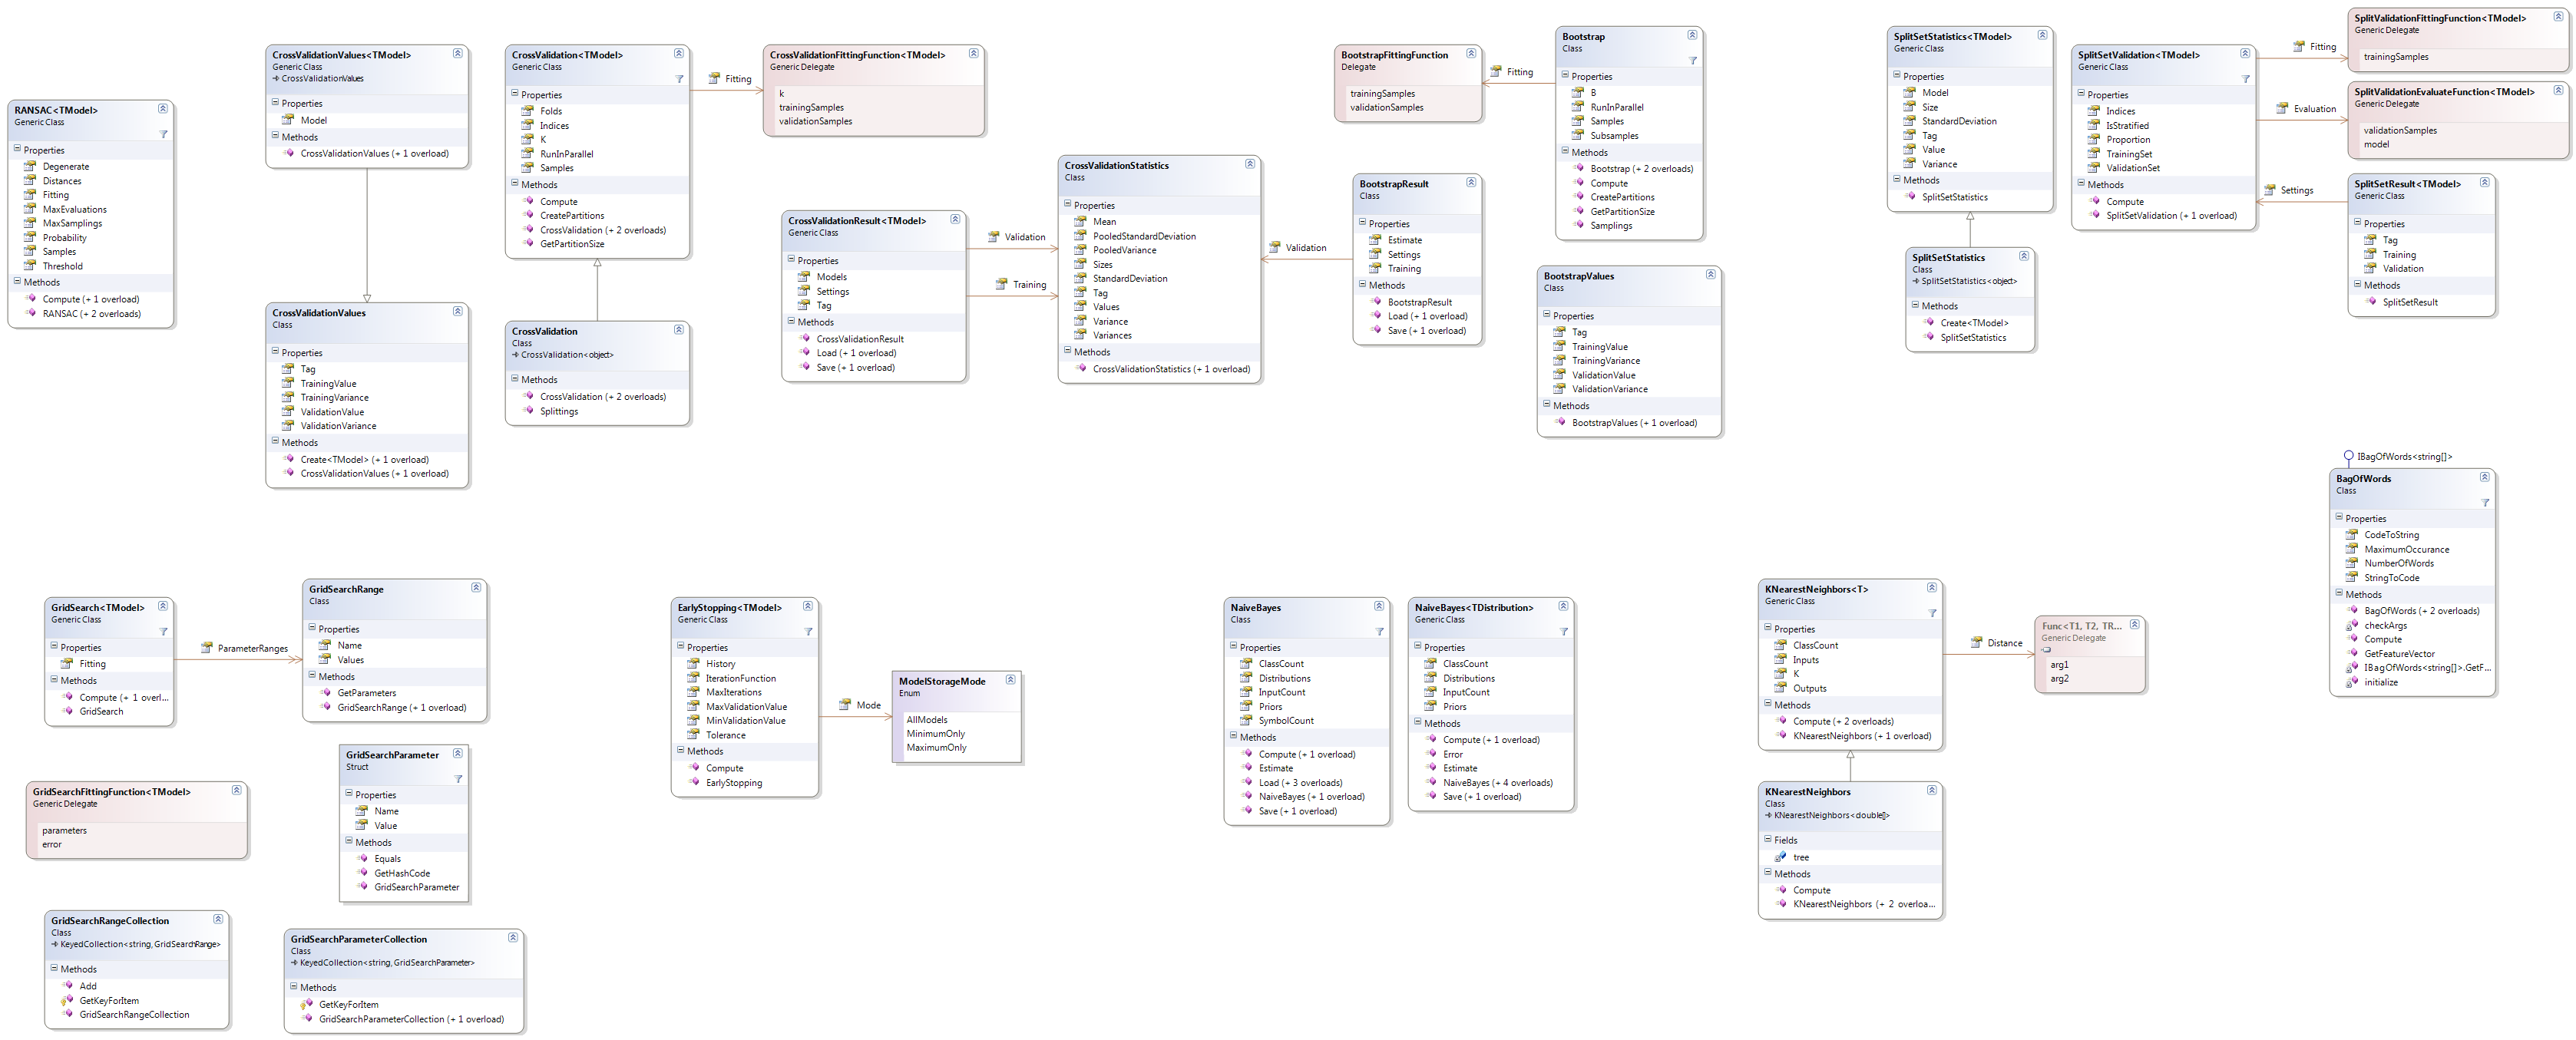 RANSAC<TModel>
Generic Class
Properties
Degenerate
Distances
Fitting
MaxEvaluations
MaxSamplings
Probability
Samples
Threshold
Methods
Compute (+ 1 overload)
RANSAC (+ 2 overloads)
CrossValidationValues<TModel>
Generic Class
CrossValidationValues
Properties
Model
Methods
CrossValidationValues (+ 1 overload)
CrossValidationValues
Class
Properties
Tag
TrainingValue
TrainingVariance
ValidationValue
ValidationVariance
Methods
Create<TModel> (+ 1 overload)
CrossValidationValues (+ 1 overload)
CrossValidation<TModel>
Generic Class
Properties
Folds
Indices
K
RunInParallel
Samples
Methods
Compute
CreatePartitions
CrossValidation (+ 2 overloads)
GetPartitionSize
Fitting
CrossValidation
Class
CrossValidation<object>
Methods
CrossValidation (+ 2 overloads)
Splittings
CrossValidationFittingFunction<TModel>
Generic Delegate
k
trainingSamples
validationSamples
CrossValidationResult<TModel>
Generic Class
Properties
Models
Settings
Tag
Methods
CrossValidationResult
Load (+ 1 overload)
Save (+ 1 overload)
Validation
Training
CrossValidationStatistics
Class
Properties
Mean
PooledStandardDeviation
PooledVariance
Sizes
StandardDeviation
Tag
Values
Variance
Variances
Methods
CrossValidationStatistics (+ 1 overload)
BootstrapFittingFunction
Delegate
trainingSamples
validationSamples
Fitting
BootstrapResult
Class
Properties
Estimate
Settings
Training
Methods
BootstrapResult
Load (+ 1 overload)
Save (+ 1 overload)
Validation
Bootstrap
Class
Properties
B
RunInParallel
Samples
Subsamples
Methods
Bootstrap (+ 2 overloads)
Compute
CreatePartitions
GetPartitionSize
Samplings
BootstrapValues
Class
Properties
Tag
TrainingValue
TrainingVariance
ValidationValue
ValidationVariance
Methods
BootstrapValues (+ 1 overload)
SplitSetStatistics<TModel>
Generic Class
Properties
Model
Size
StandardDeviation
Tag
Value
Variance
Methods
SplitSetStatistics
SplitSetStatistics
Class
SplitSetStatistics<object>
Methods
Create<TModel>
SplitSetStatistics
SplitSetValidation<TModel>
Generic Class
Properties
Indices
IsStratified
Proportion
TrainingSet
ValidationSet
Methods
Compute
SplitSetValidation (+ 1 overload)
Fitting
Evaluation
Settings
SplitValidationFittingFunction<TModel>
Generic Delegate
trainingSamples
SplitValidationEvaluateFunction<TModel>
Generic Delegate
validationSamples
model
SplitSetResult<TModel>
Generic Class
Properties
Tag
Training
Validation
Methods
SplitSetResult
IBagOfWords<string[]>
BagOfWords
Class
Properties
CodeToString
MaximumOccurance
NumberOfWords
StringToCode
Methods
BagOfWords (+ 2 overloads)
checkArgs
Compute
GetFeatureVector
IBagOfWords<string[]>.GetF...
initialize
GridSearch<TModel>
Generic Class
Properties
Fitting
Methods
Compute (+ 1 overl...
GridSearch
ParameterRanges
GridSearchRange
Class
Properties
Name
Values
Methods
GetParameters
GridSearchRange (+ 1 overload)
GridSearchParameter
Struct
Properties
Name
Value
Methods
Equals
GetHashCode
GridSearchParameter
GridSearchFittingFunction<TModel>
Generic Delegate
parameters
error
GridSearchRangeCollection
Class
KeyedCollection<string, GridSearchRange>
Methods
Add
GetKeyForItem
GridSearchRangeCollection
GridSearchParameterCollection
Class
KeyedCollection<string, GridSearchParameter>
Methods
GetKeyForItem
GridSearchParameterCollection (+ 1 overload)
EarlyStopping<TModel>
Generic Class
Properties
History
IterationFunction
MaxIterations
MaxValidationValue
MinValidationValue
Tolerance
Methods
Compute
EarlyStopping
Mode
ModelStorageMode
Enum
AllModels
MinimumOnly
MaximumOnly
NaiveBayes
Class
Properties
ClassCount
Distributions
InputCount
Priors
SymbolCount
Methods
Compute (+ 1 overload)
Estimate
Load (+ 3 overloads)
NaiveBayes (+ 1 overload)
Save (+ 1 overload)
NaiveBayes<TDistribution>
Generic Class
Properties
ClassCount
Distributions
InputCount
Priors
Methods
Compute (+ 1 overload)
Error
Estimate
NaiveBayes (+ 4 overloads)
Save (+ 1 overload)
KNearestNeighbors<T>
Generic Class
Properties
ClassCount
Inputs
K
Outputs
Methods
Compute (+ 2 overloads)
KNearestNeighbors (+ 1 overload)
Distance
Func<T1, T2, TR...
Generic Delegate
arg1
arg2
KNearestNeighbors
Class
KNearestNeighbors<double[]>
Fields
tree
Methods
Compute
KNearestNeighbors (+ 2 overloa...